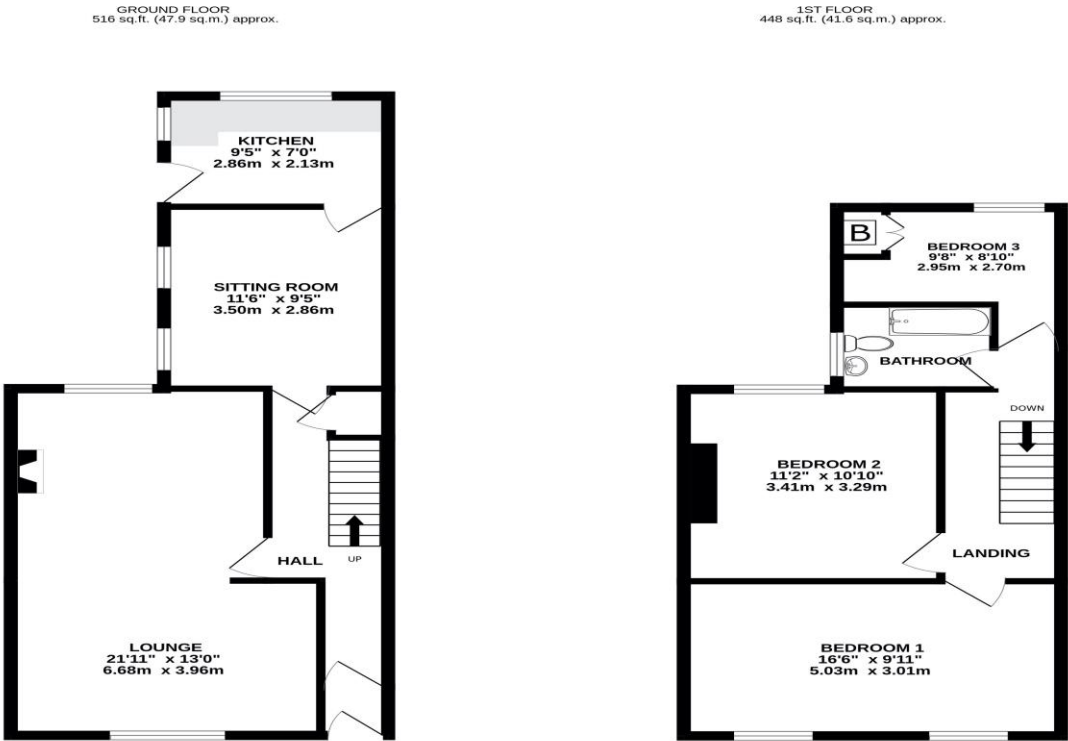 GROUND FLOOR
516 sq.ft. (47.9 sq.m.) approx.
KITCHEN
9'5" x 7'0"
2.86m x 2.13m
SITTING ROOM
11'6" x 9'5"
3.50m x 2.86m
HALL
UP
LOUNGE
21'11" x 13'0"
6.68m x 3.96m
1ST FLOOR
448 sq.ft. (41.6 sq.m.) approx.
B
BEDROOM 3
9'8" x 8'10"
2.95m x 2.70m
BATHROOM
DOWN
BEDROOM 2
11'2" x 10'10"
3.41m x 3.29m
LANDING
BEDROOM 1
16'6" x 9'11"
5.03m x 3.01m